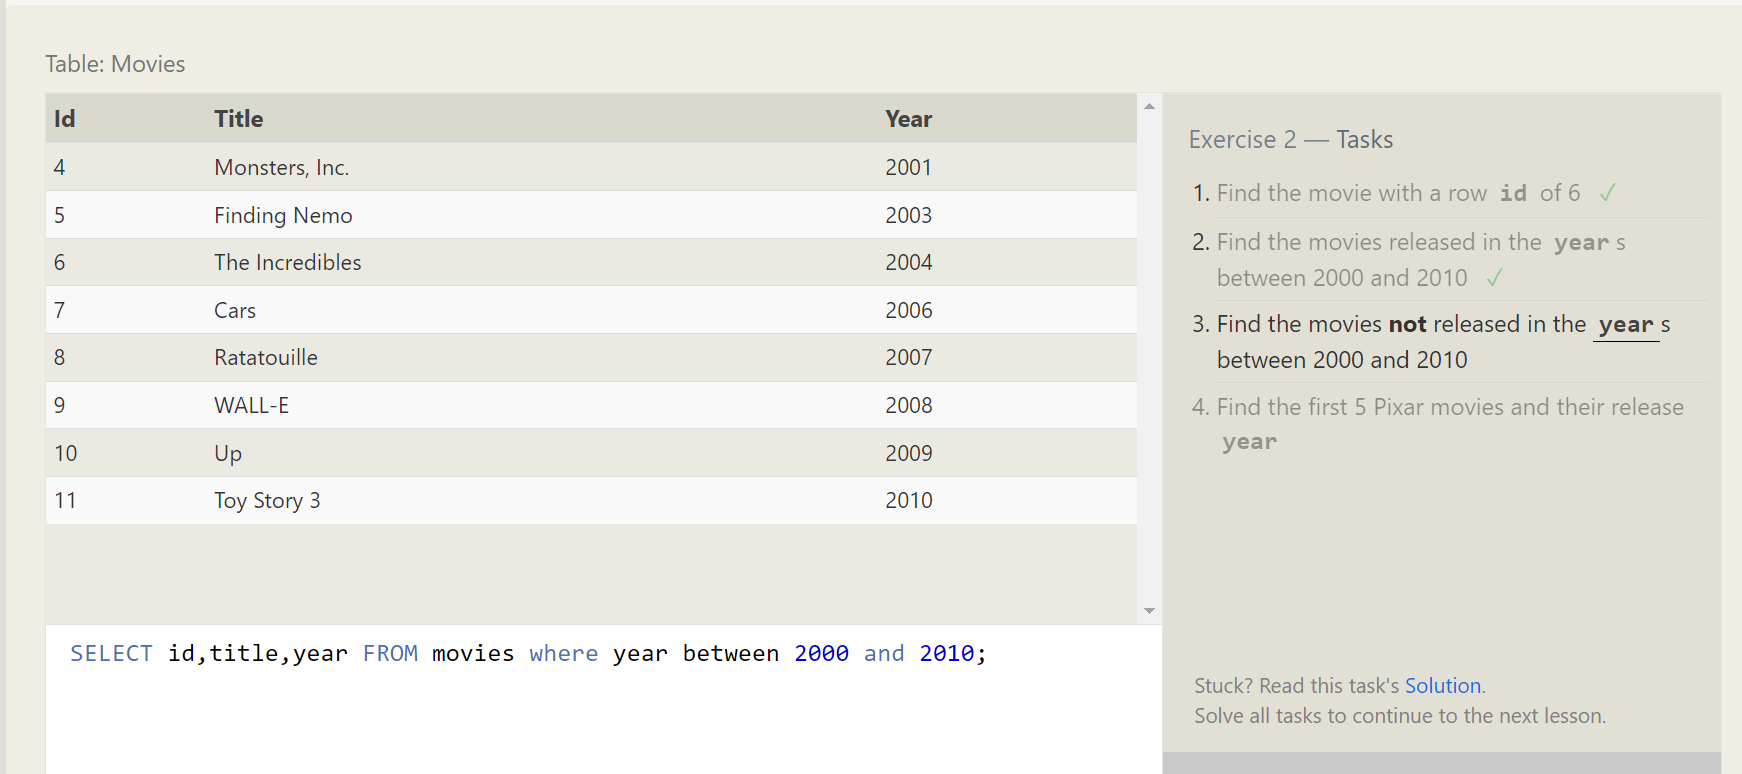 Table: Movies
Id Title Year
4 Monsters, Inc. 2001
5 Finding Nemo 2003
6 The Incredibles 2004
7 Cars 2006
8 Ratatouille 2007
9 WALL-E 2008
10 Up 2009
11 Toy Story 3 2010
SELECT id,title,year FROM movies where year between 2000 and 2010;
Exercise 2 — Tasks
1. Find the movie with a row id of 6 ✓
2. Find the movies released in the year s
between 2000 and 2010 ✓
3. Find the movies not released in the year s
between 2000 and 2010
4. Find the first 5 Pixar movies and their release
year
Stuck? Read this task's Solution.
Solve all tasks to continue to the next lesson.